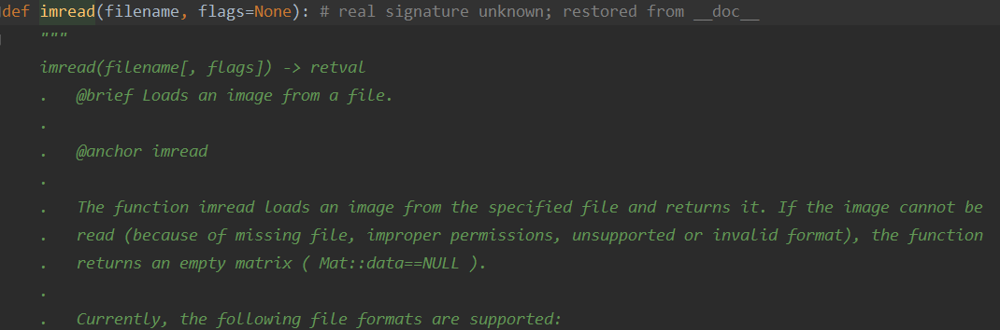 def imread(filename, flags=None): # real signature unknown; restored from __doc__
"""
imread(filename[, flags]) -> retval
.   @brief Loads an image from a file.
.
.   @anchor imread
.
.   The function imread loads an image from the specified file and returns it. If the image cannot be
.   read (because of missing file, improper permissions, unsupported or invalid format), the function
.   returns an empty matrix ( Mat::data==NULL ).
.
.   Currently, the following file formats are supported: